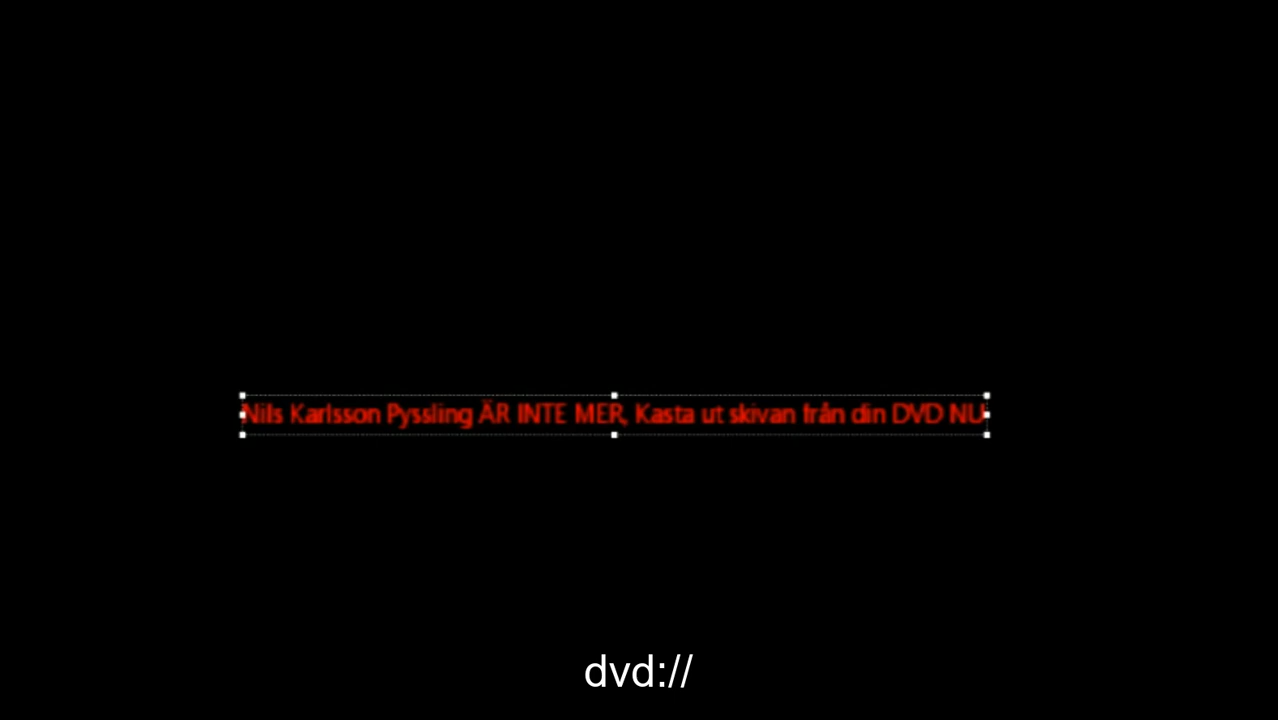 Nils Karlsson Pyssling ÄR INTE MER, Kasta ut skivan från din DVD NU
dvd://